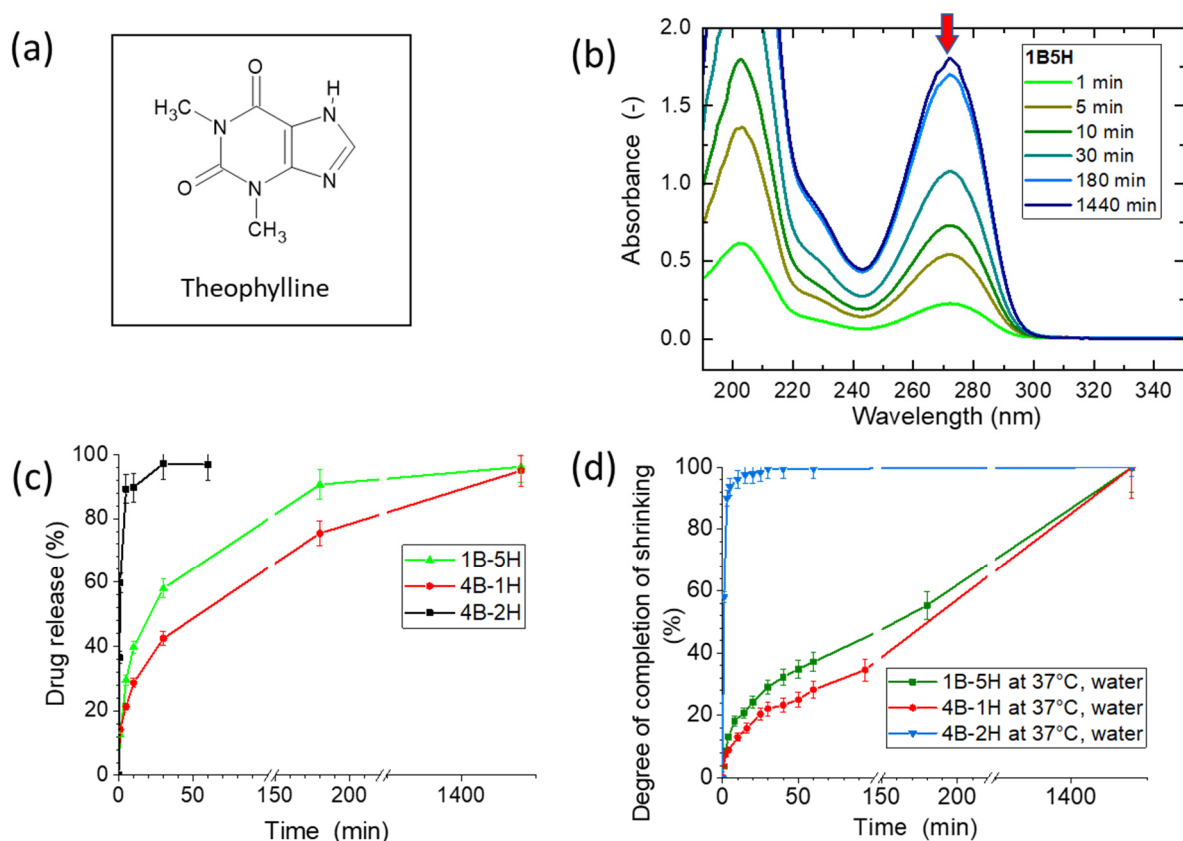 (a)
O
H
H₃C
N
N
O
N
N
CH₃
Theophylline
(b)
2.0
1.5
1.0
0.5
0.0
Absorbance (-)
200 220 240 260 280 300 320 340
Wavelength (nm)
1B5H
1 min
5 min
10 min
30 min
180 min
1440 min
(c)
100
80
60
40
20
0
Drug release (%)
0 50 100 150 200 1400
Time (min)
1B-5H
4B-1H
4B-2H
(d)
100
80
60
40
20
0
Degree of completion of shrinking
(%)
0 50 150 200 1400
Time (min)
1B-5H at 37°C, water
4B-1H at 37°C, water
4B-2H at 37°C, water